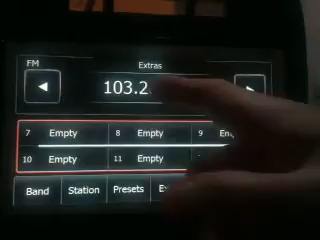 FM
Extras
103.2
7 Empty 8 Empty 9
10 Empty 11 Empty
Band Station Presets